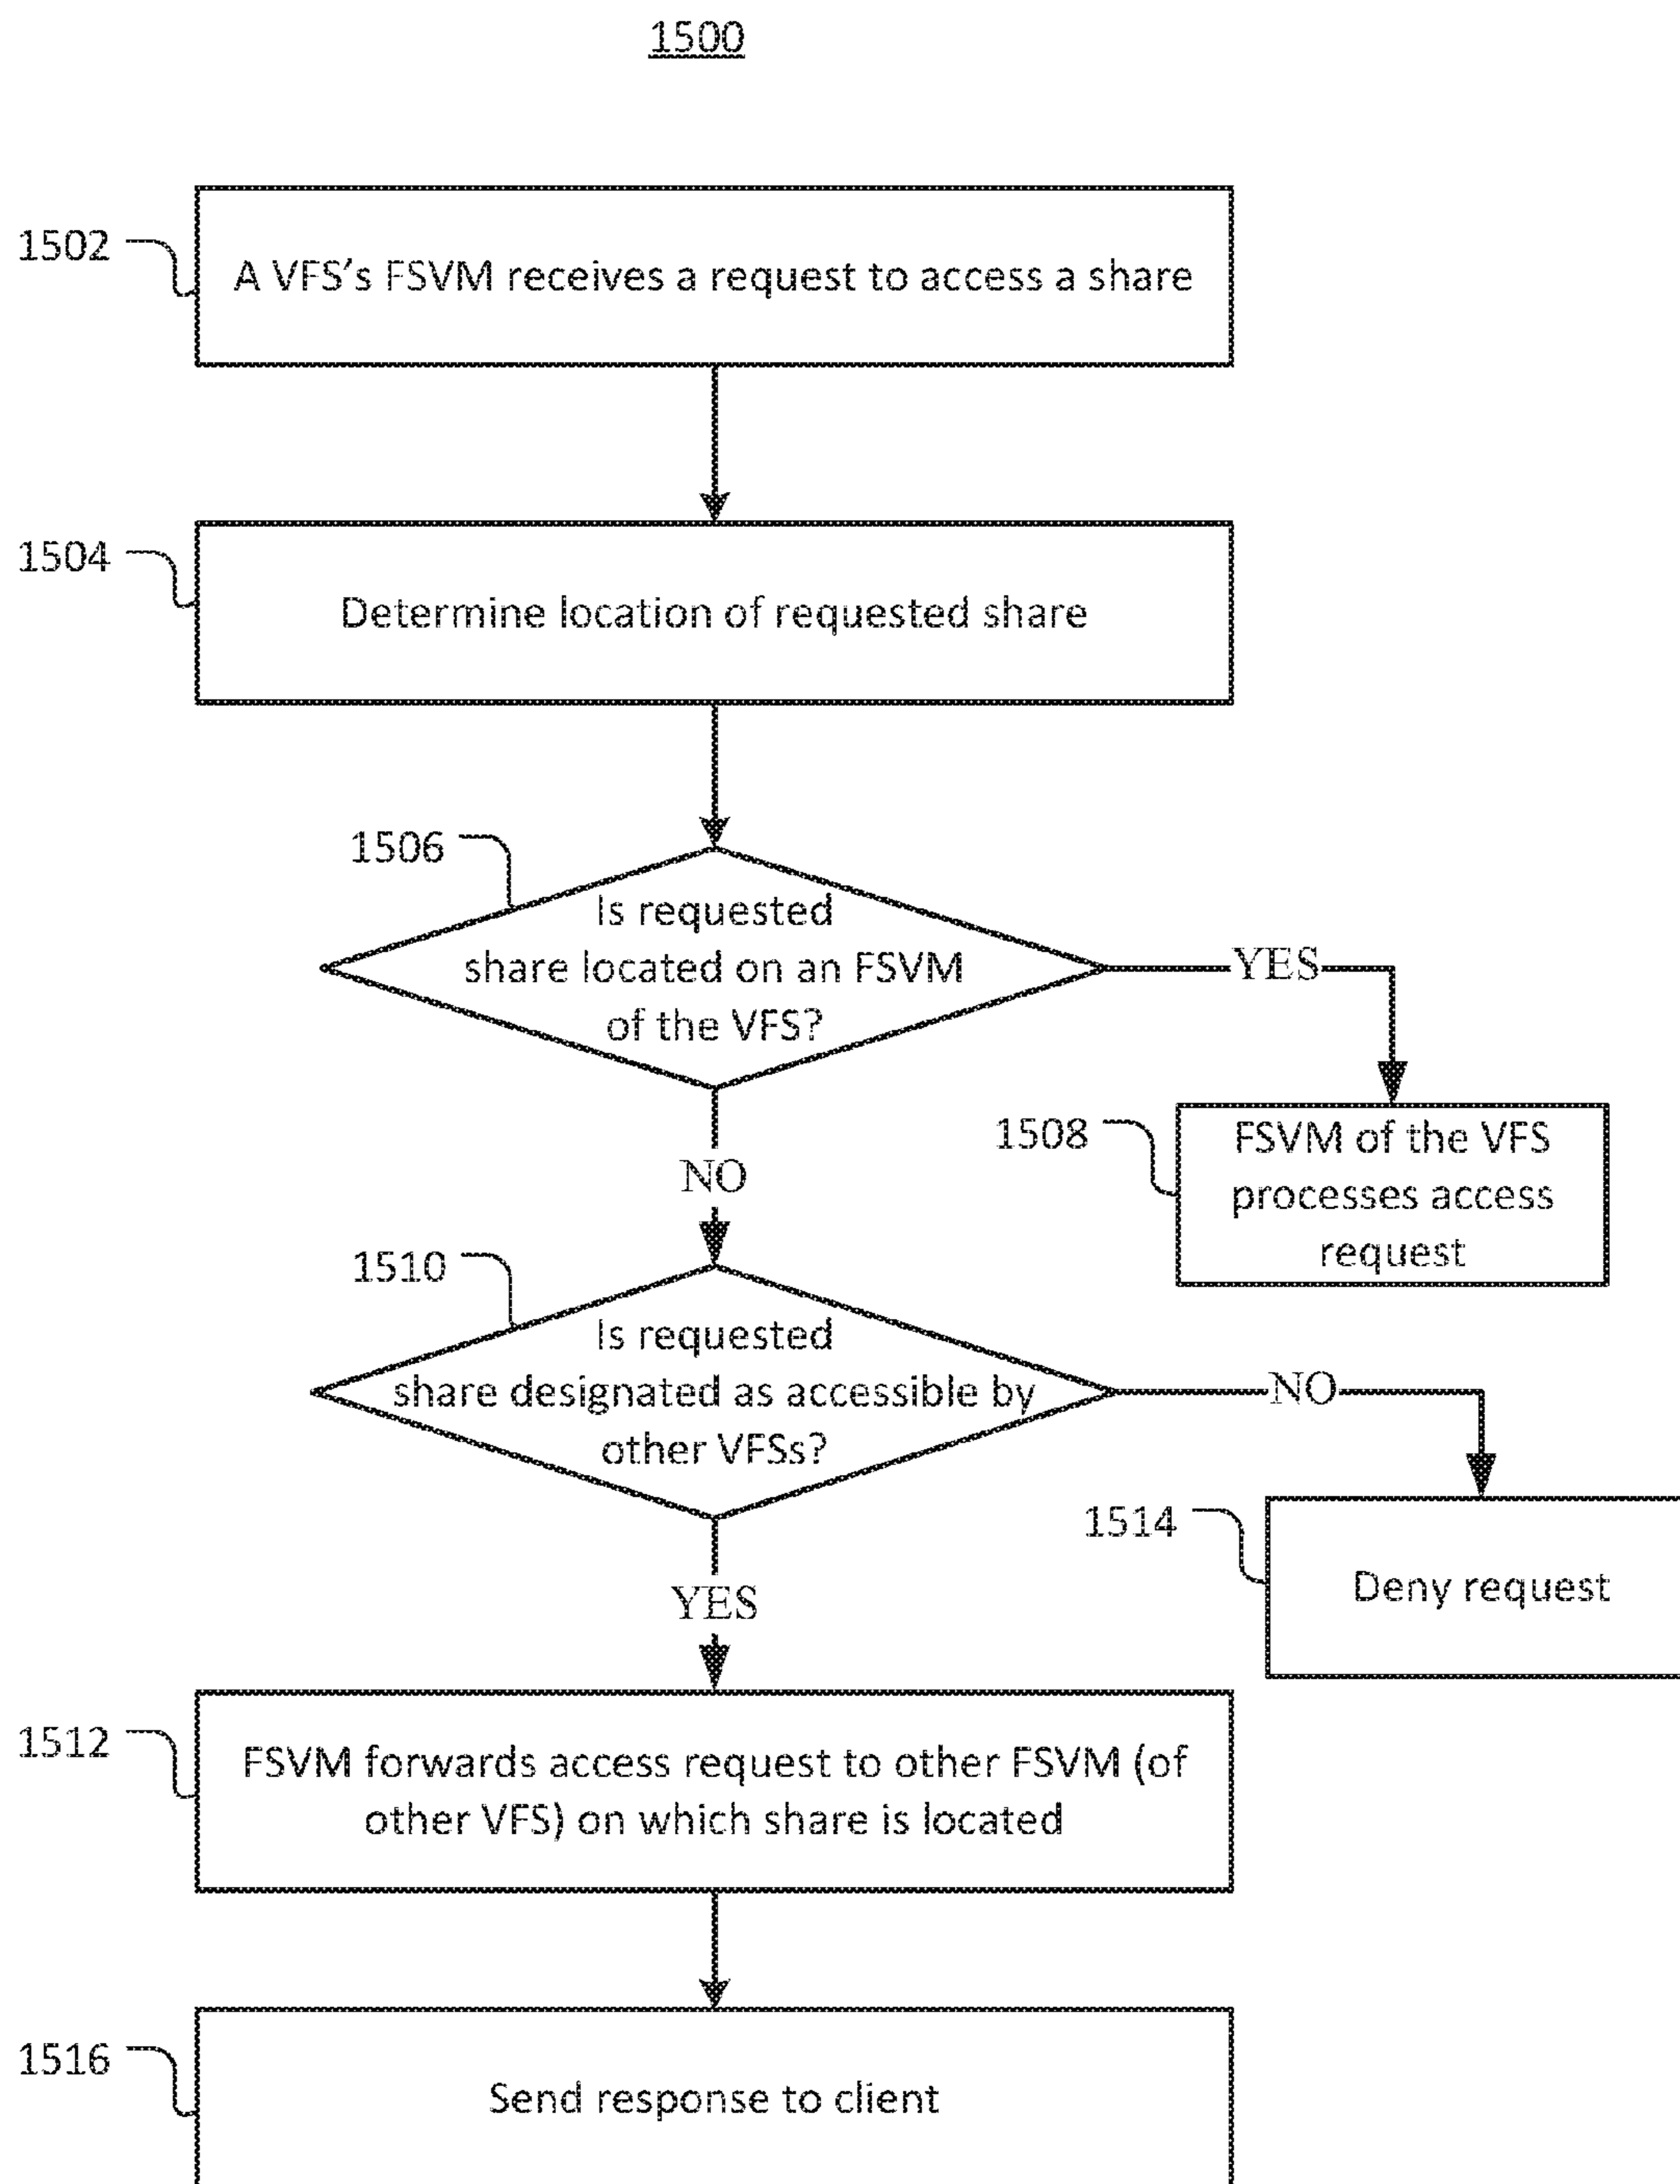 1500
1502
A VFS's FSVM receives a request to access a share
1504
Determine location of requested share
1506
Is requested
share located on an FSVM
of the VFS?
YES
1508
FSVM of the VFS
processes access
request
NO
1510
Is requested
share designated as accessible by
other VFSs?
NO
1514
Deny request
YES
1512
FSVM forwards access request to other FSVM (of
other VFS) on which share is located
1516
Send response to client